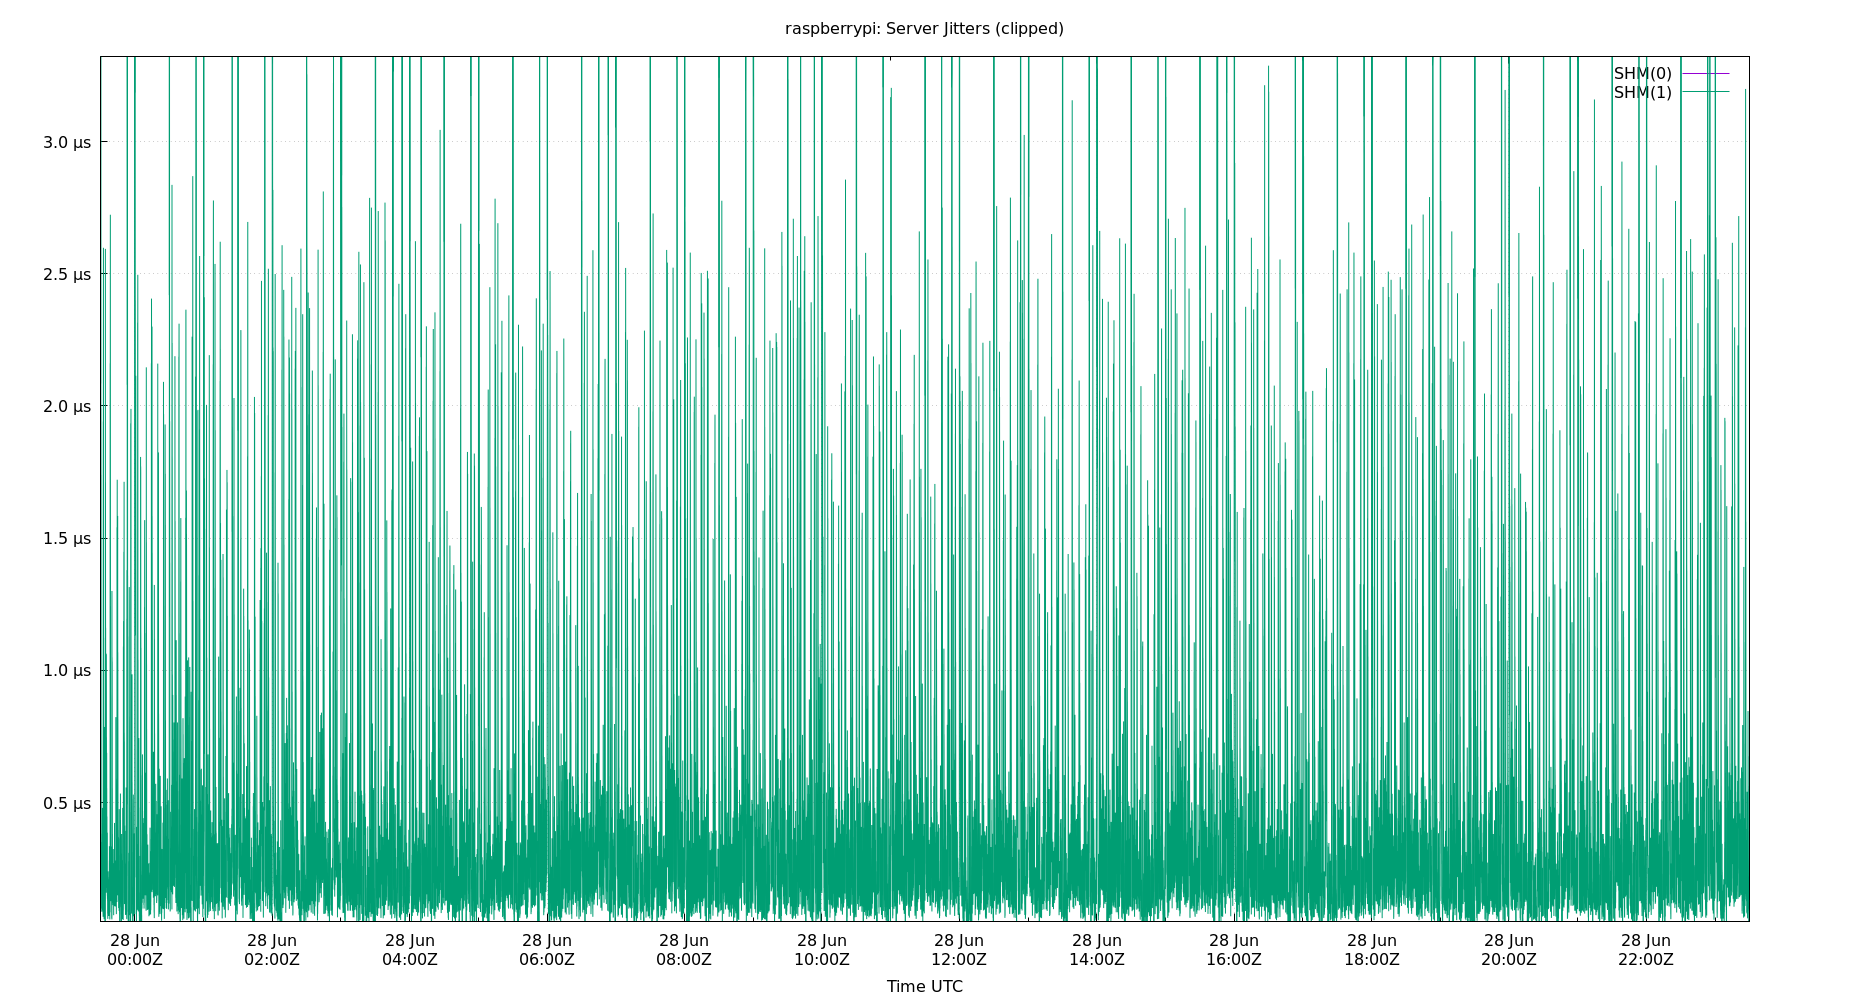 raspberrypi: Server Jitters (clipped)
SHM(0)
SHM(1)
3.0 µs
2.5 µs
2.0 µs
1.5 µs
1.0 µs
0.5 µs
28 Jun 28 Jun 28 Jun 28 Jun 28 Jun 28 Jun 28 Jun 28 Jun 28 Jun 28 Jun 28 Jun 28 Jun
00:00Z 02:00Z 04:00Z 06:00Z 08:00Z 10:00Z 12:00Z 14:00Z 16:00Z 18:00Z 20:00Z 22:00Z
Time UTC